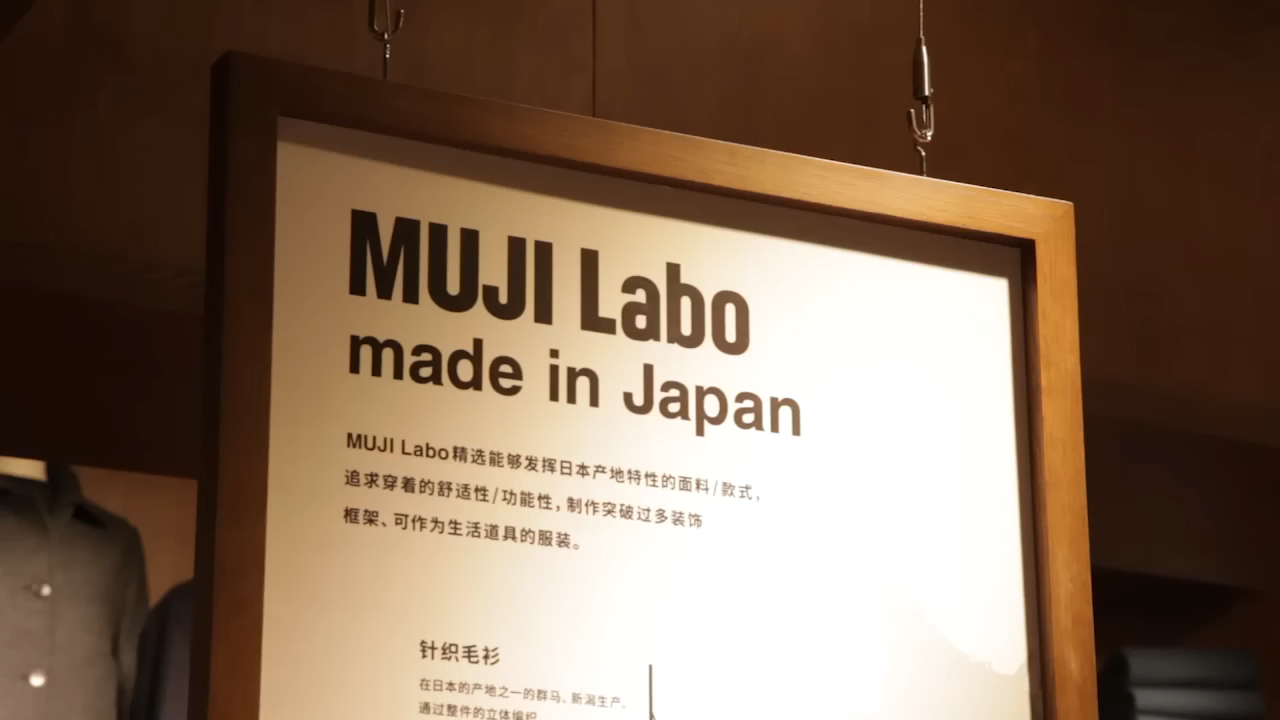 MUJI Labo
made in Japan
MUJI Labo精选能够发挥日本产地特性的面料/款式，
追求穿着的舒适性/功能性，制作突破过多装饰
框架、可作为生活道具的服装。
针织毛衫
在日本的产地之一的群马、新潟生产。
通过整件的立体编织